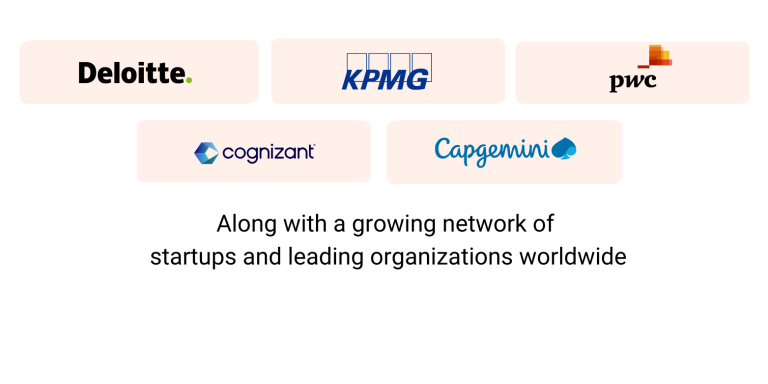 Deloitte.
KPMG
pwc
cognizant
Capgemini
Along with a growing network of
startups and leading organizations worldwide